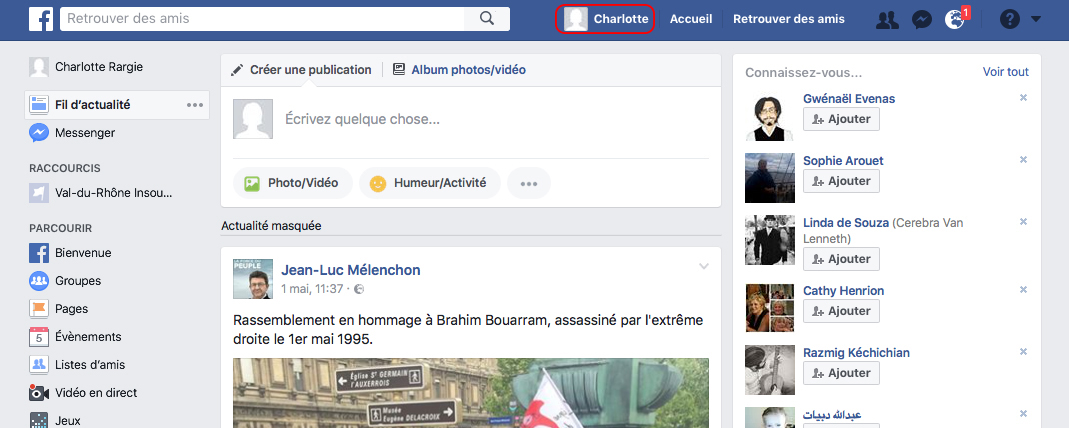 f
Retrouver des amis
Charlotte
Accueil
Retrouver des amis
1
?
Charlotte Rargie
Fil d'actualité
Messenger
RACCOURCIS
Val-du-Rhône Insou...
PARCOURIR
Bienvenue
Groupes
Pages
5
Évènements
Listes d'amis
Vidéo en direct
Jeux
Créer une publication
Album photos/vidéo
Écrivez quelque chose...
Photo/Vidéo
Humeur/Activité
Actualité masquée
PEUPLE
Jean-Luc Mélenchon
1 mai, 11:37 ·
Rassemblement en hommage à Brahim Bouarram, assassiné par l'extrême
droite le 1er mai 1995.
Église St GERMAIN
l'AUXERROIS
Musée
Eugène DELACROIX
Connaissez-vous...
Voir tout
Gwénaël Evenas
Ajouter
Sophie Arouet
Ajouter
Linda de Souza (Cerebra Van
Lenneth)
Ajouter
Cathy Henrion
Ajouter
Razmig Kéchichian
Ajouter
عبدالله دبيات